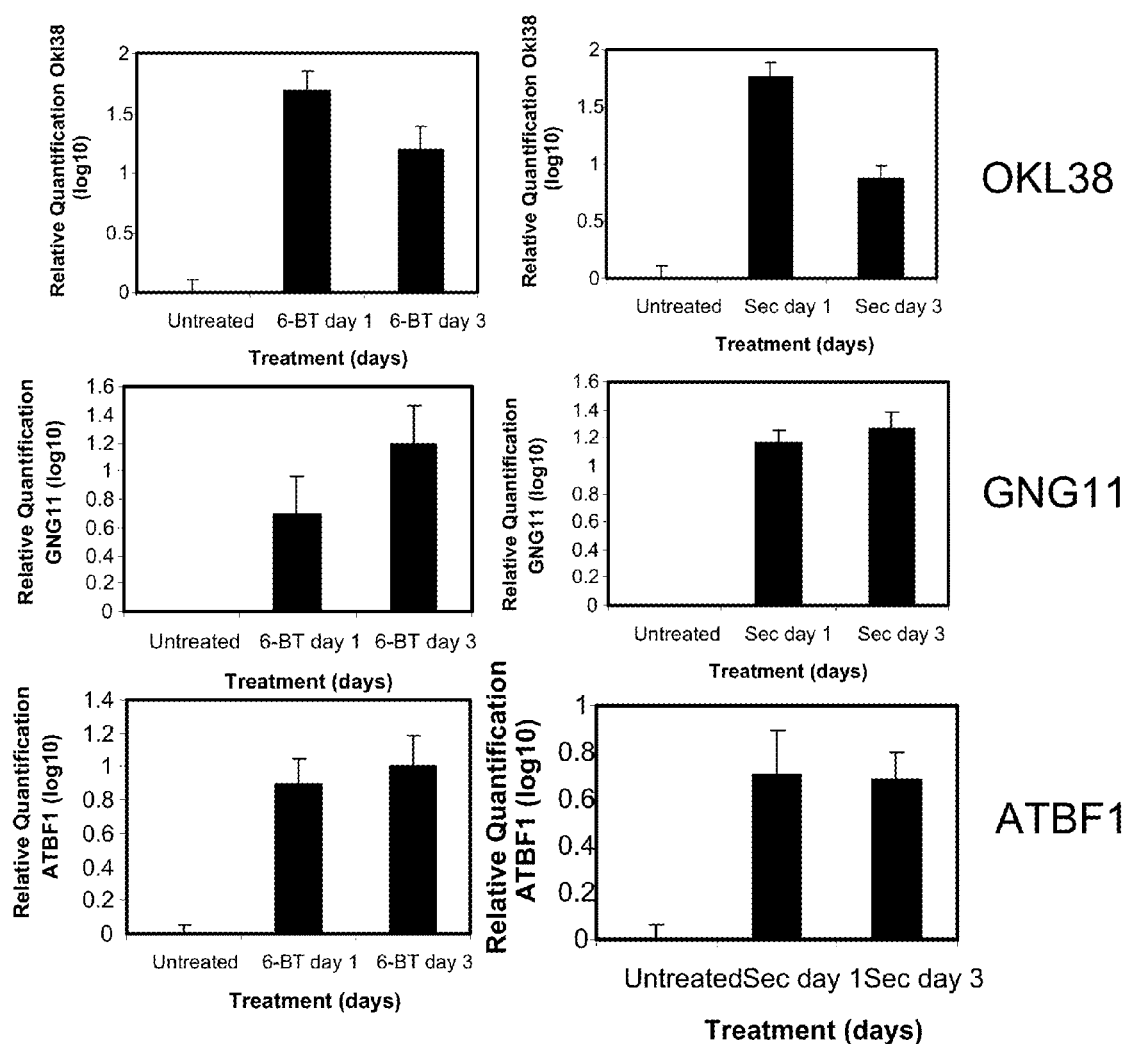 Relative Quantification Okl38
(log10)
2
1.5
1
0.5
0
Untreated 6-BT day 1 6-BT day 3
Treatment (days)
Relative Quantification Okl38
(log10)
2
1.5
1
0.5
0
Untreated Sec day 1 Sec day 3
Treatment (days)
OKL38
Relative Quantification
GNG11 (log10)
1.6
1.4
1.2
1
0.8
0.6
0.4
0.2
0
Untreated 6-BT day 1 6-BT day 3
Treatment (days)
Relative Quantification
GNG11 (log10)
1.6
1.4
1.2
1
0.8
0.6
0.4
0.2
0
Untreated Sec day 1 Sec day 3
Treatment (days)
GNG11
Relative Quantification
ATBF1 (log10)
1.4
1.2
1
0.8
0.6
0.4
0.2
0
Untreated 6-BT day 1 6-BT day 3
Treatment (days)
Relative Quantification
ATBF1 (log10)
1
0.8
0.6
0.4
0.2
0
UntreatedSec day 1Sec day 3
Treatment (days)
ATBF1